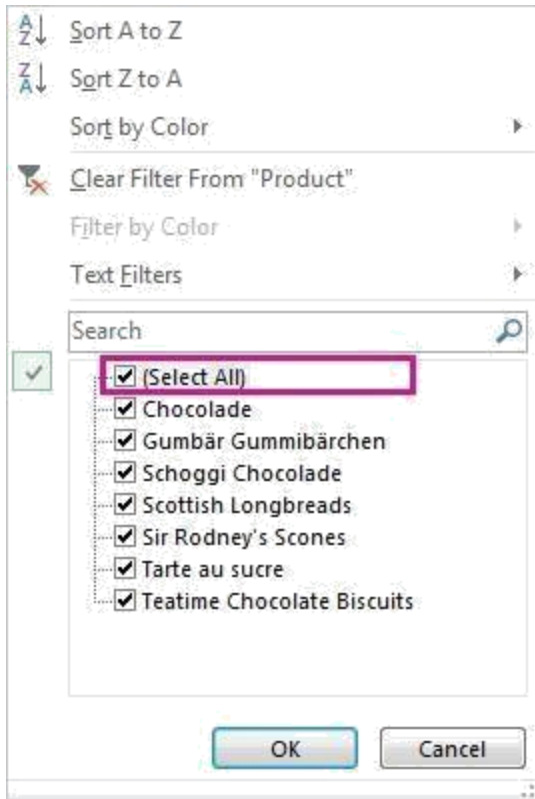 Sort A to Z
Sort Z to A
Sort by Color
Clear Filter From "Product"
Filter by Color
Text Filters
Search
(Select All)
Chocolade
Gumbär Gummibärchen
Schoggi Chocolade
Scottish Longbreads
Sir Rodney's Scones
Tarte au sucre
Teatime Chocolate Biscuits
OK Cancel